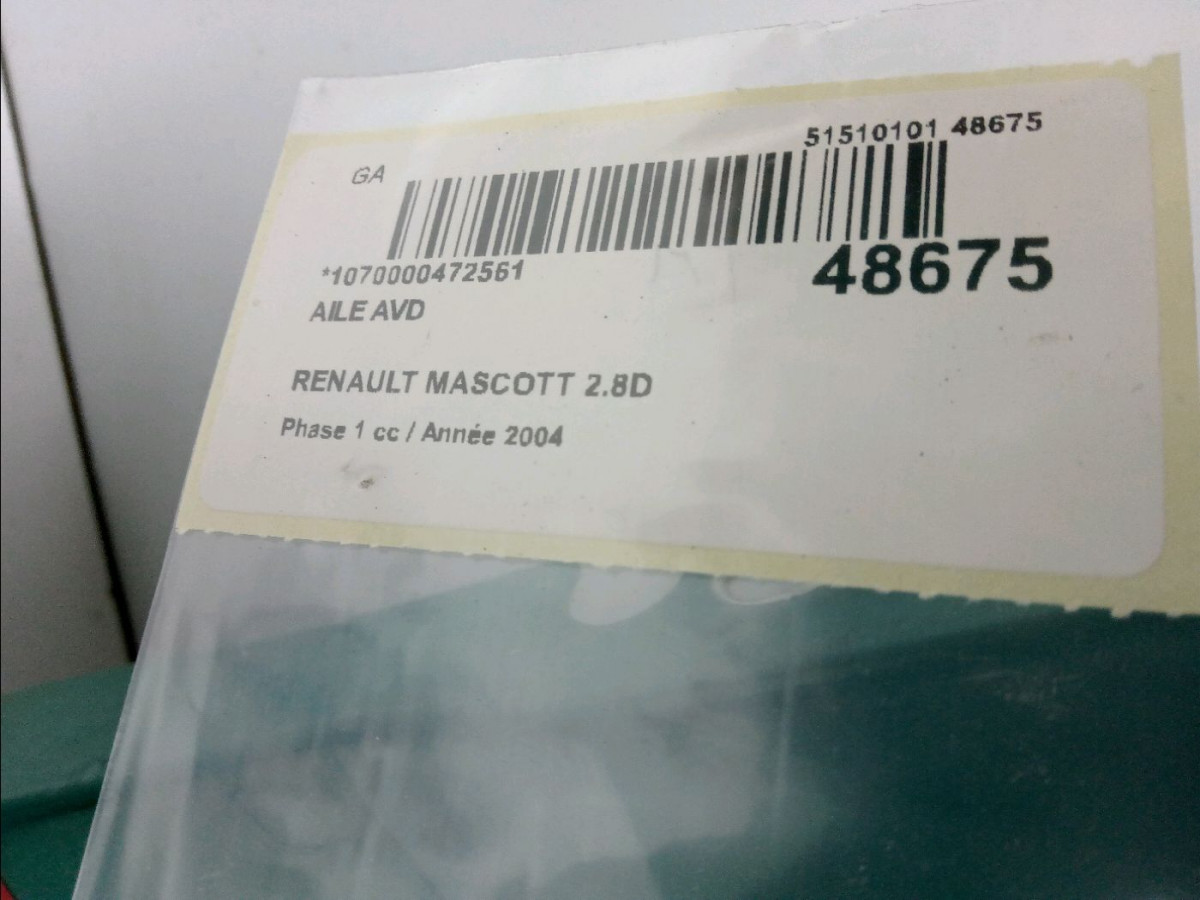 51510101 48675
GA
48675
*1070000472561
AILE AVD
RENAULT MASCOTT 2.8D
Phase 1 cc / Année 2004